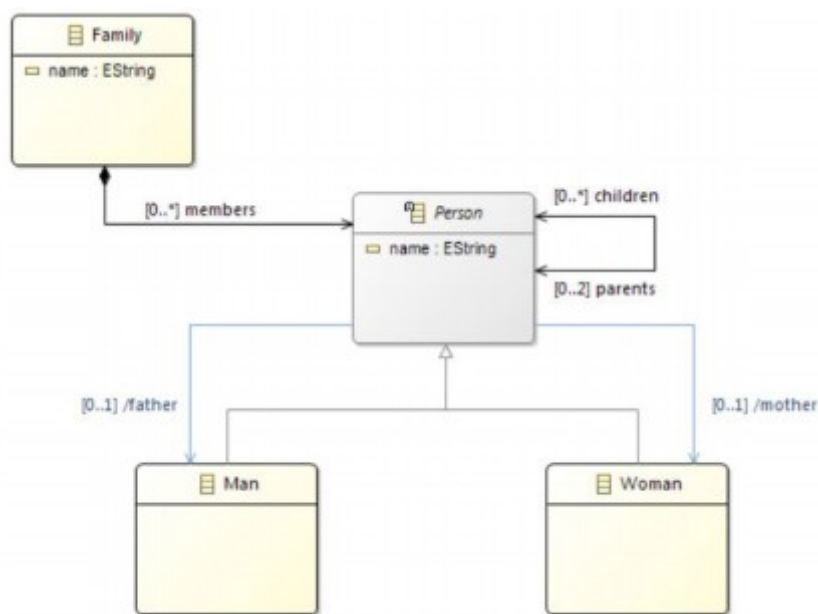 Family
name : EString
[0..*] members
Person
name : EString
[0..*] children
[0..2] parents
[0..1] /father
[0..1] /mother
Man
Woman